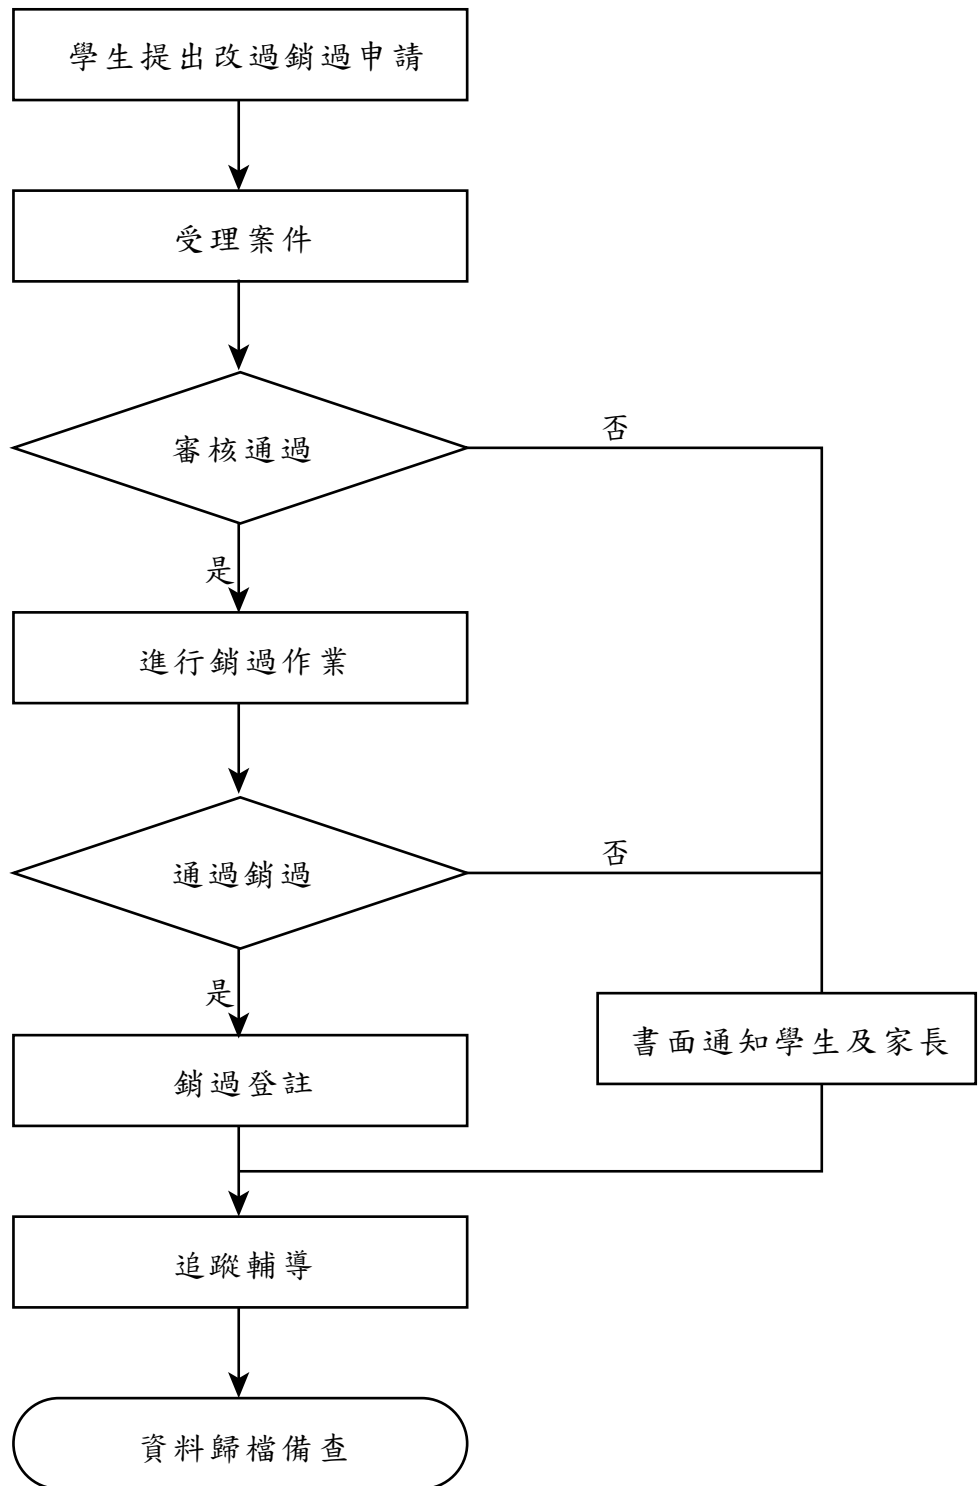 學生提出改過銷過申請
受理案件
審核通過
否
是
進行銷過作業
通過銷過
否
是
書面通知學生及家長
銷過登註
追蹤輔導
資料歸檔備查